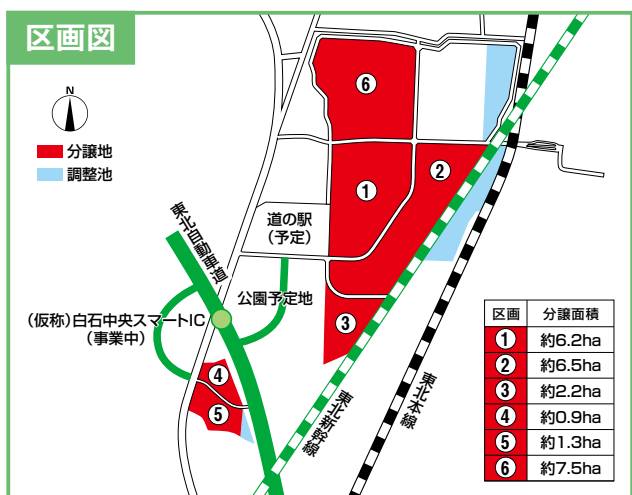 区画図
N
分譲地
調整池
⑥
②
①
道の駅
(予定)
東北自動車道
公園予定地
(仮称)白石中央スマートIC
(事業中)
③
④
⑤
東北新幹線
東北本線
区画 分譲面積
① 約6.2ha
② 約6.5ha
③ 約2.2ha
④ 約0.9ha
⑤ 約1.3ha
⑥ 約7.5ha